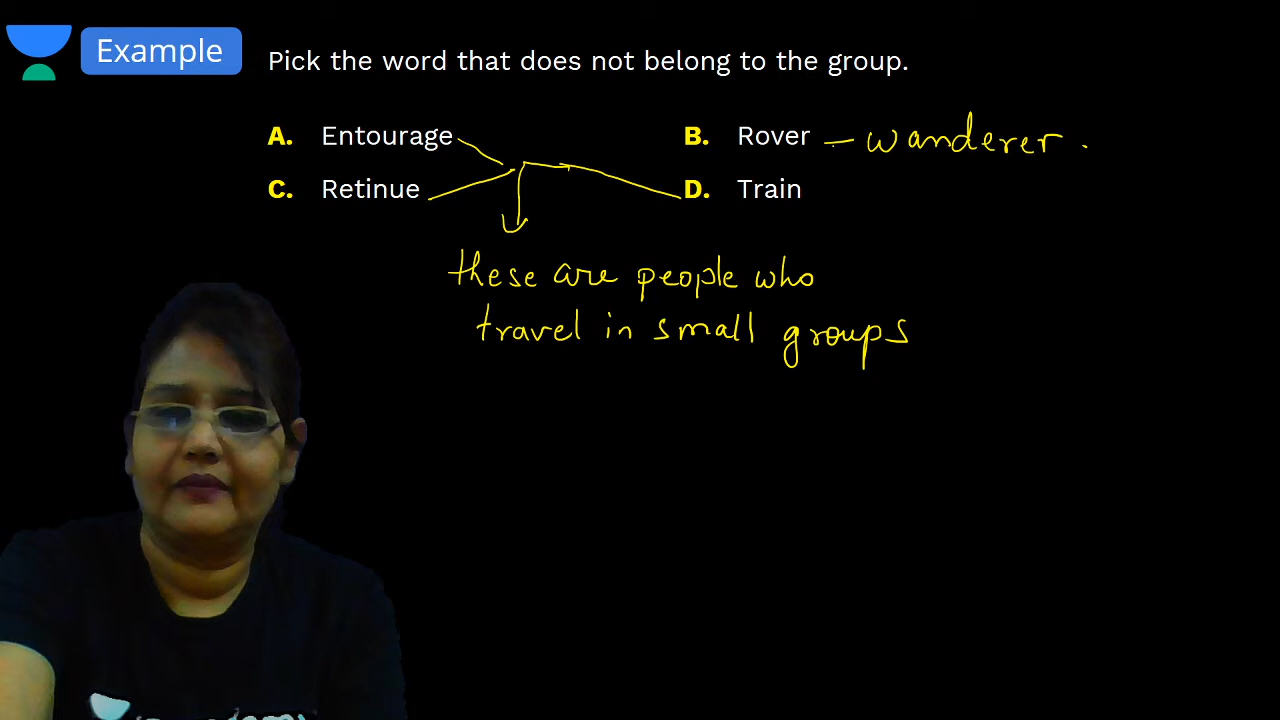 Example
Pick the word that does not belong to the group.
A. Entourage
B. Rover – wanderer.
C. Retinue
D. Train
these are people who
travel in small groups